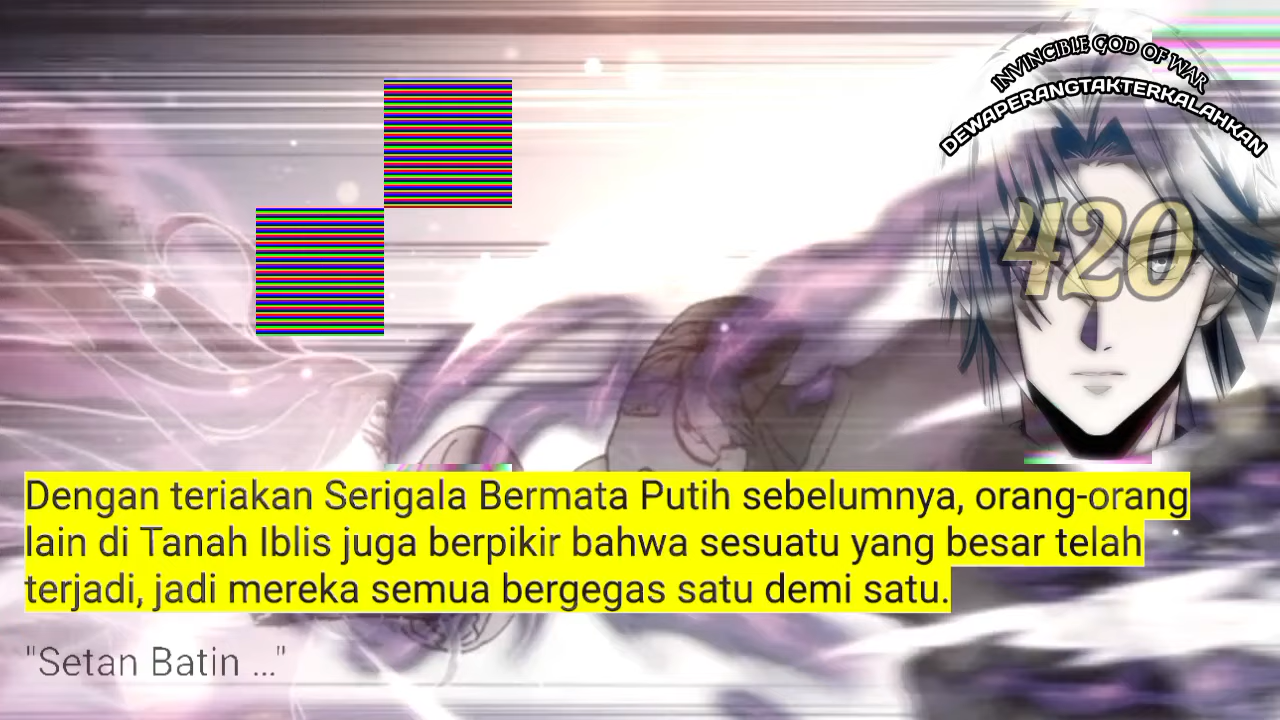 INVINCIBLE GOD OF WAR
DEWAPERANGTAKTERKALAHKAN
420
Dengan teriakan Serigala Bermata Putih sebelumnya, orang-orang
lain di Tanah Iblis juga berpikir bahwa sesuatu yang besar telah
terjadi, jadi mereka semua bergegas satu demi satu.
"Setan Batin ..."